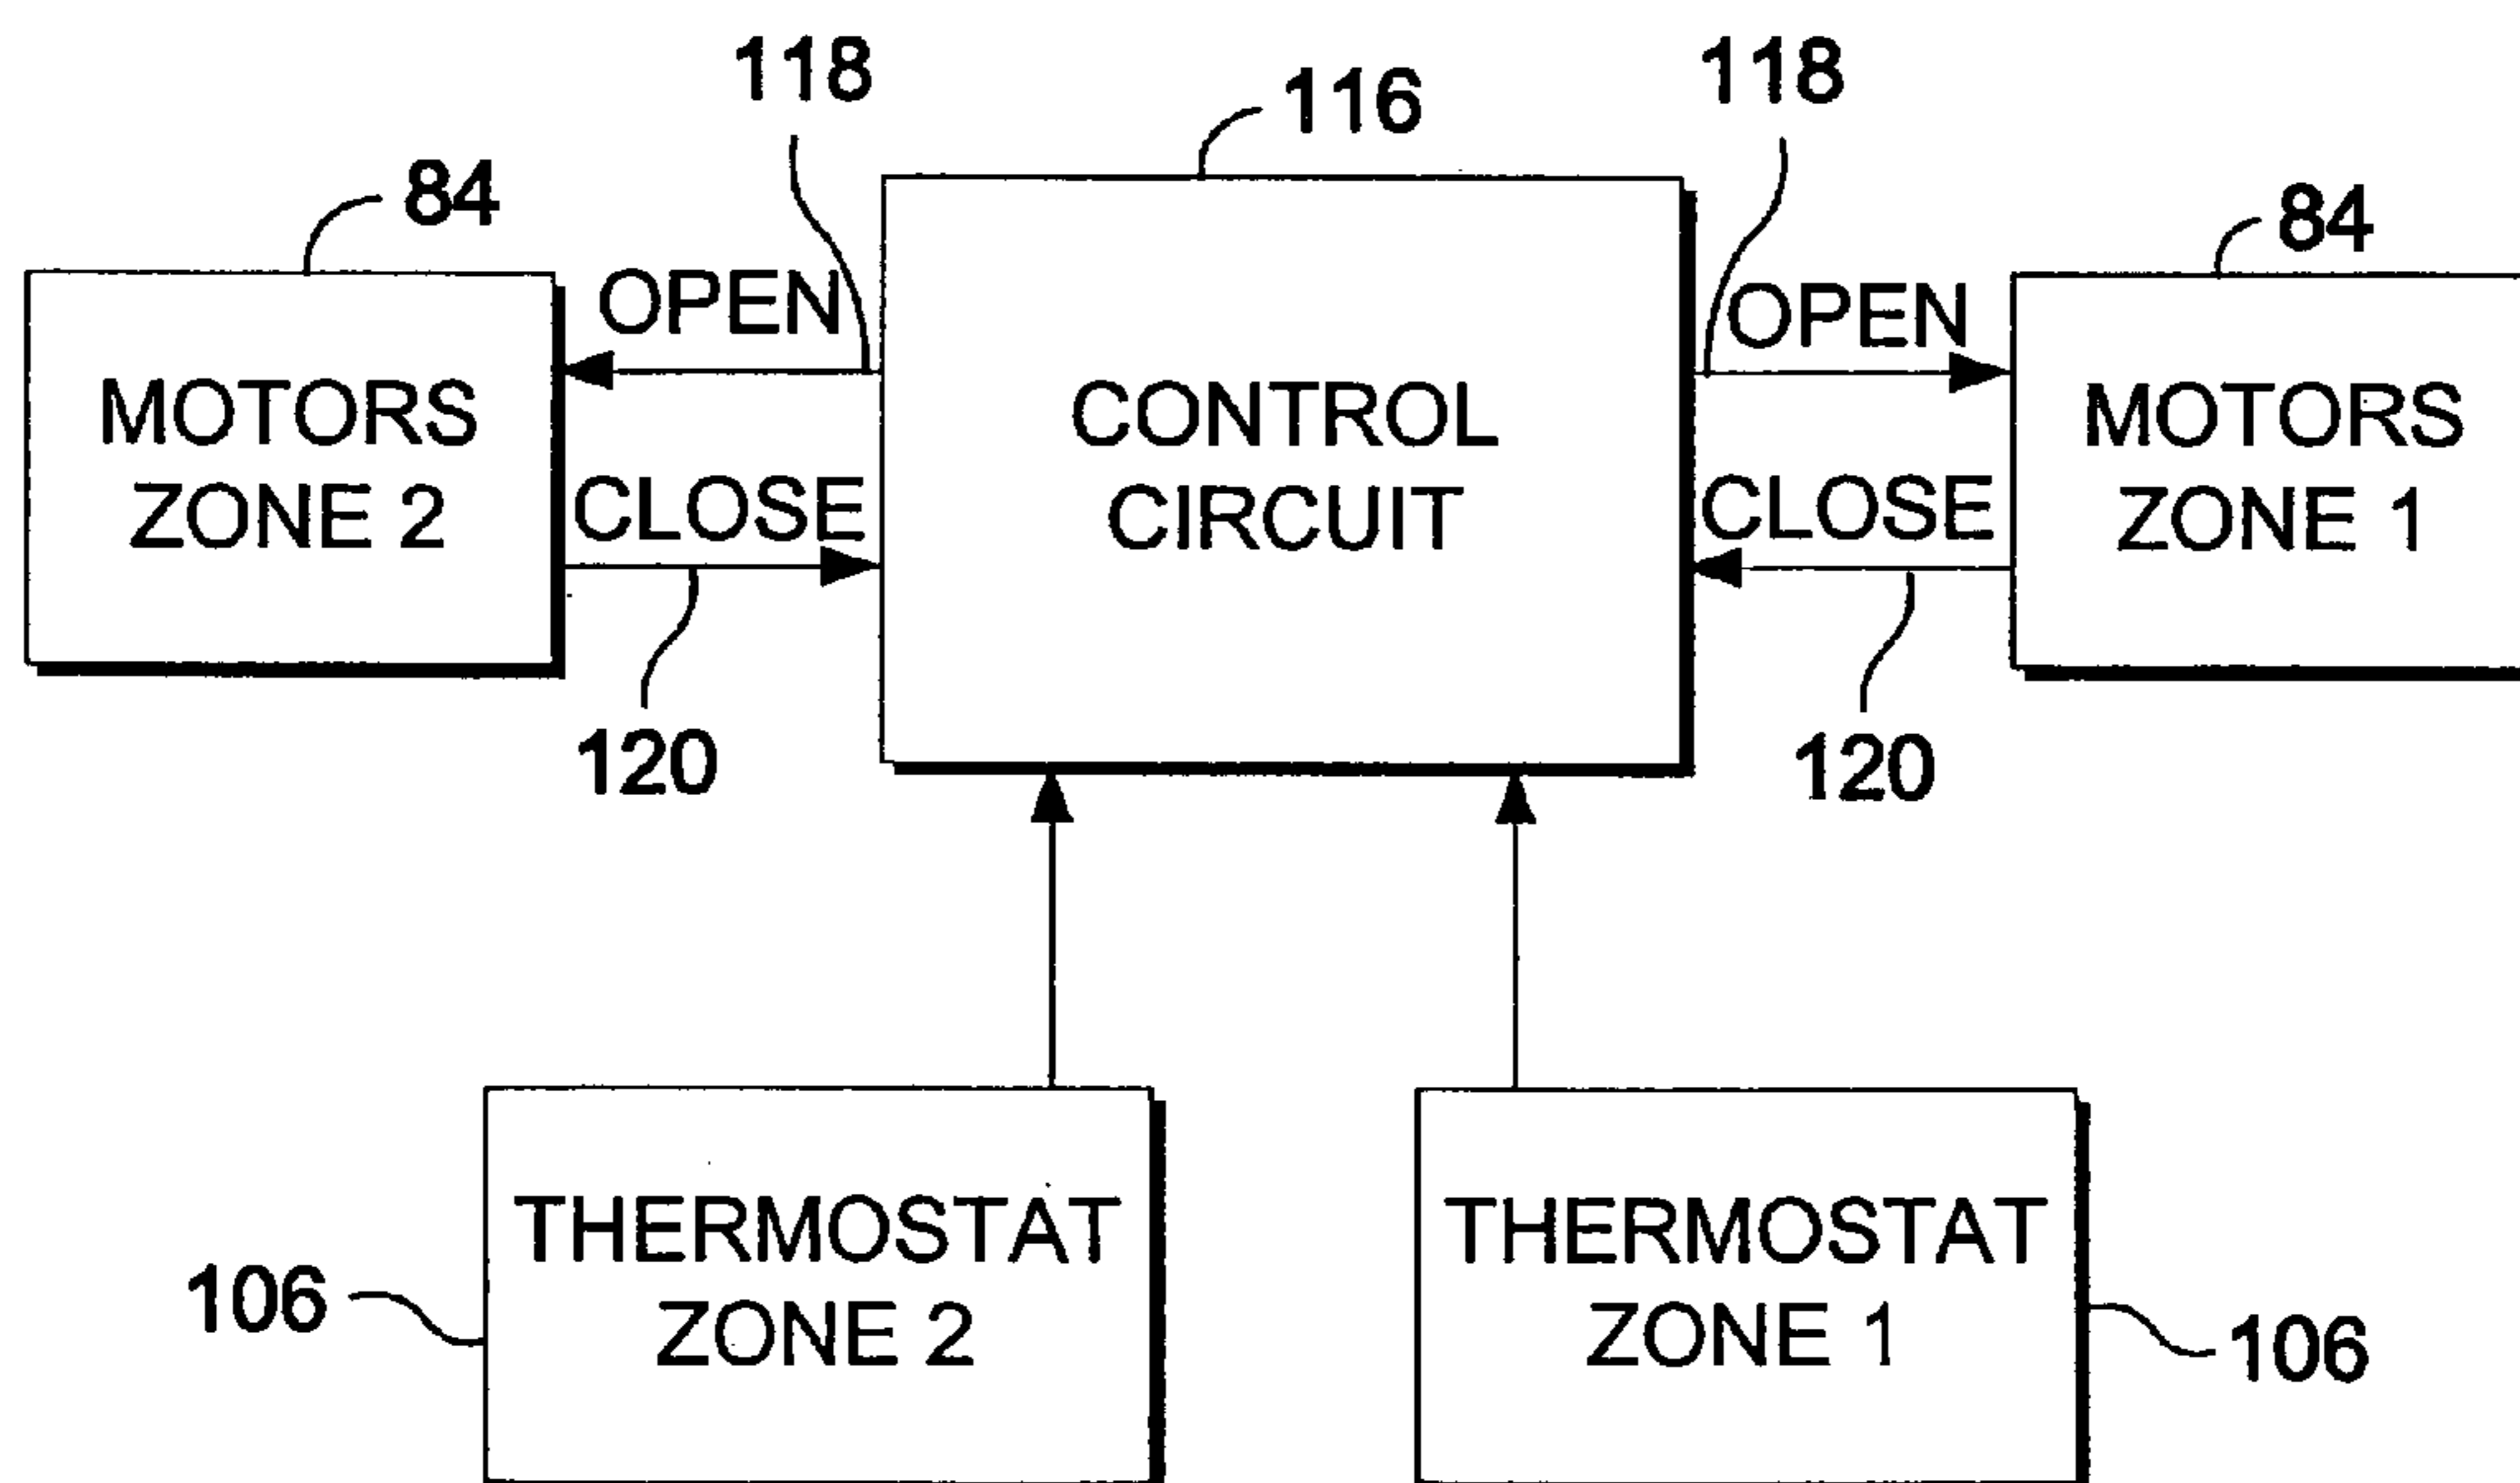 118
116
118
84
84
OPEN
OPEN
MOTORS
ZONE 2
CONTROL
CIRCUIT
MOTORS
ZONE 1
CLOSE
CLOSE
120
120
THERMOSTAT
ZONE 2
THERMOSTAT
ZONE 1
106
106